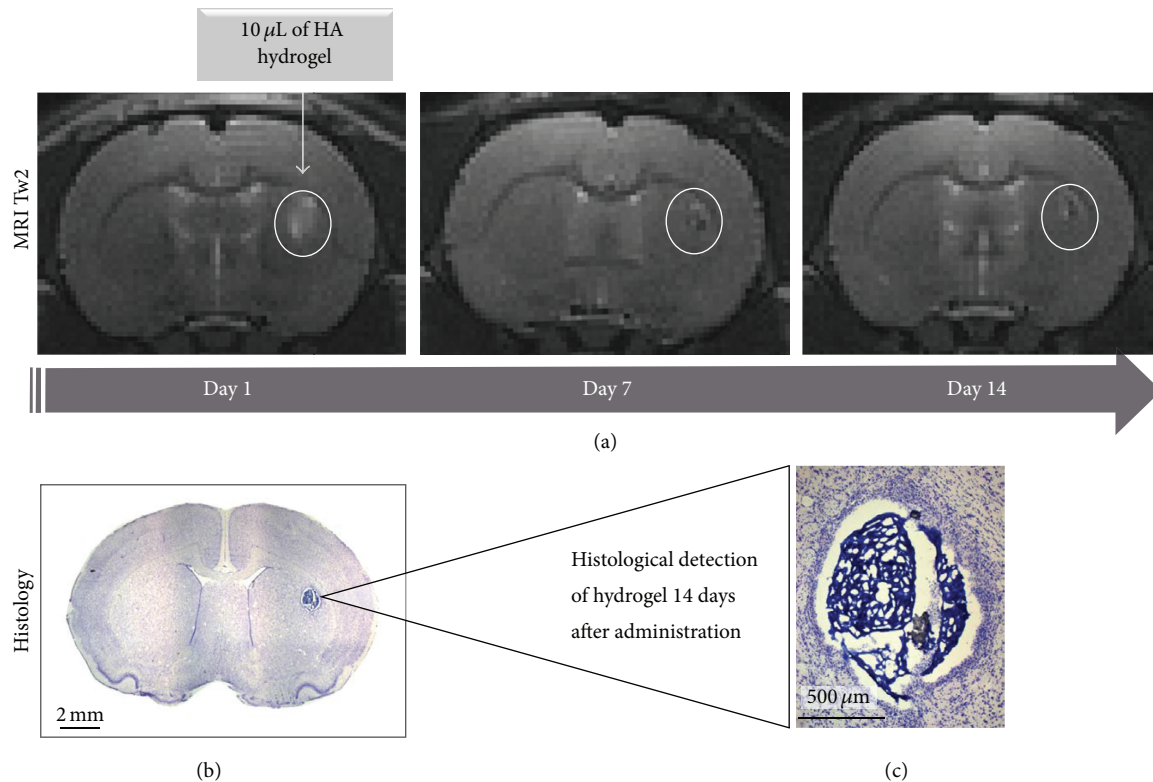 10 μL of HA
hydrogel
MRI Tw2
Day 1
Day 7
Day 14
(a)
Histology
2 mm
Histological detection
of hydrogel 14 days
after administration
500 μm
(b)
(c)